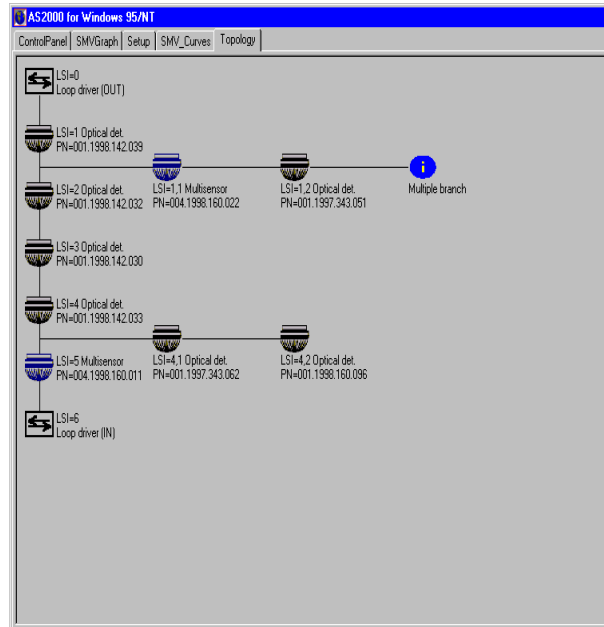 AS2000 for Windows 95/NT
ControlPanel SMVGraph Setup SMV_Curves Topology
LSI=0
Loop driver (OUT)
LSI=1 Optical det.
PN=001.1998.142.039
LSI=1,1 Multisensor
PN=004.1998.160.022
LSI=1,2 Optical det.
PN=001.1997.343.051
i
Multiple branch
LSI=2 Optical det.
PN=001.1998.142.032
LSI=3 Optical det.
PN=001.1998.142.030
LSI=4 Optical det.
PN=001.1998.142.033
LSI=4,1 Optical det.
PN=001.1997.343.062
LSI=4,2 Optical det.
PN=001.1998.160.096
LSI=5 Multisensor
PN=004.1998.160.011
LSI=6
Loop driver (IN)